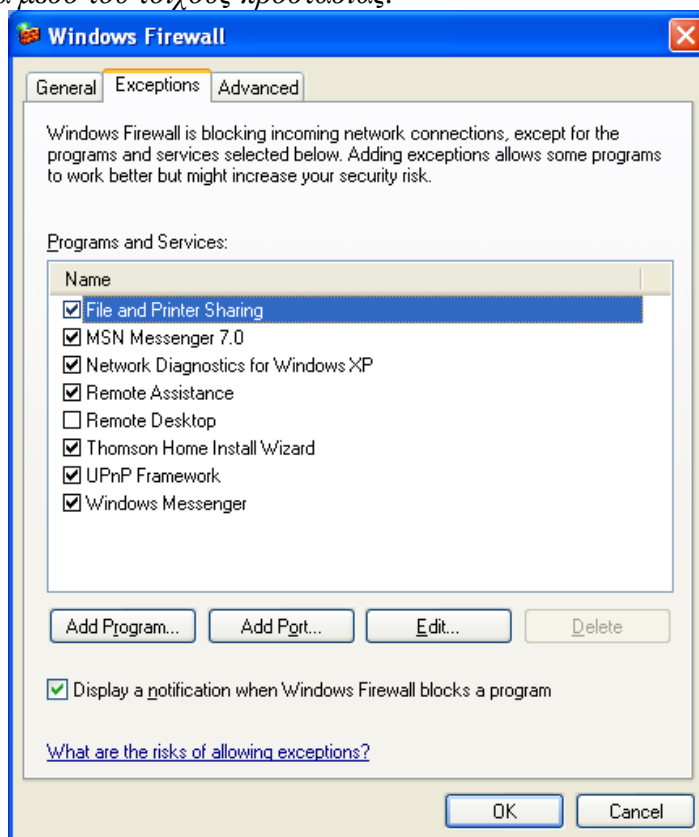 μέσω του τείχους προστασίας.
Windows Firewall
General Exceptions Advanced
Windows Firewall is blocking incoming network connections, except for the
programs and services selected below. Adding exceptions allows some programs
to work better but might increase your security risk.
Programs and Services:
Name
File and Printer Sharing
MSN Messenger 7.0
Network Diagnostics for Windows XP
Remote Assistance
Remote Desktop
Thomson Home Install Wizard
UPnP Framework
Windows Messenger
Add Program... Add Port... Edit... Delete
Display a notification when Windows Firewall blocks a program
What are the risks of allowing exceptions?
OK Cancel